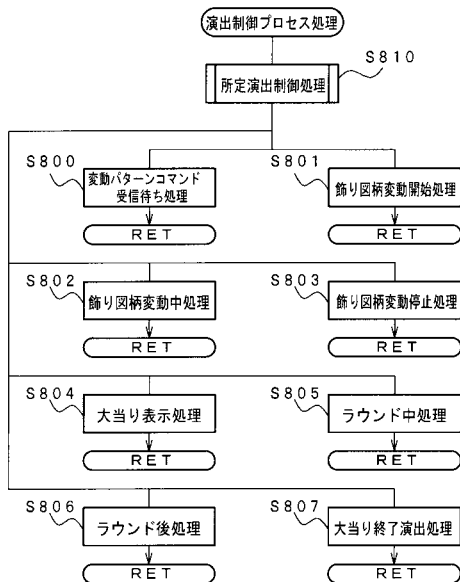 演出制御プロセス処理
S810
所定演出制御処理
S800
変動パターンコマンド
受信待ち処理
RET
S801
飾り図柄変動開始処理
RET
S802
飾り図柄変動中処理
RET
S803
飾り図柄変動停止処理
RET
S804
大当り表示処理
RET
S805
ラウンド中処理
RET
S806
ラウンド後処理
RET
S807
大当り終了演出処理
RET